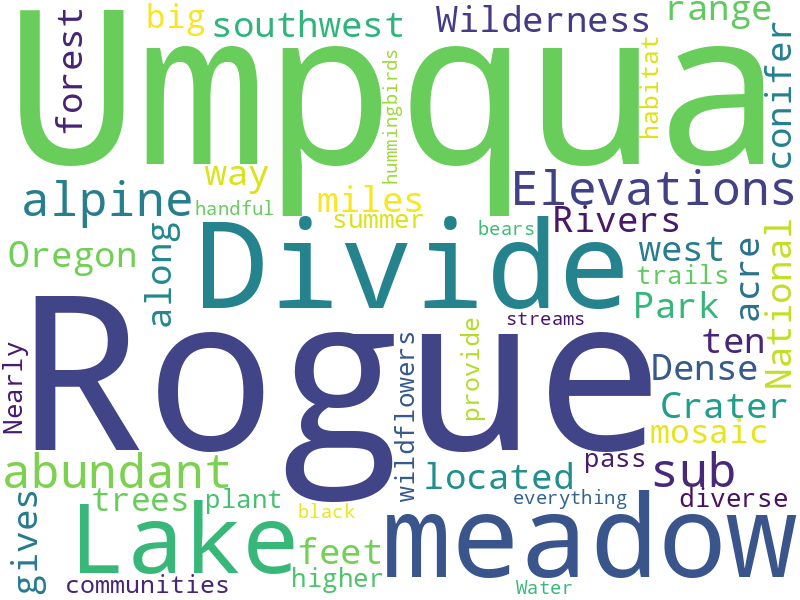 forest
big
southwest
Wilderness
range
Umpqua
hummingbirds
habitat
conifer
way
alpine
handful
miles
summer
Elevations
Rivers
bears
Oregon
along
Divide
west
trails
Park
acre
National
streams
Rogue
Nearly
wildflowers
provide
ten
Dense
Crater
mosaic
abundant
located
pass
sub
gives
trees
plant
black
everything
diverse
Lake
feet
meadow
communities
higher
Water